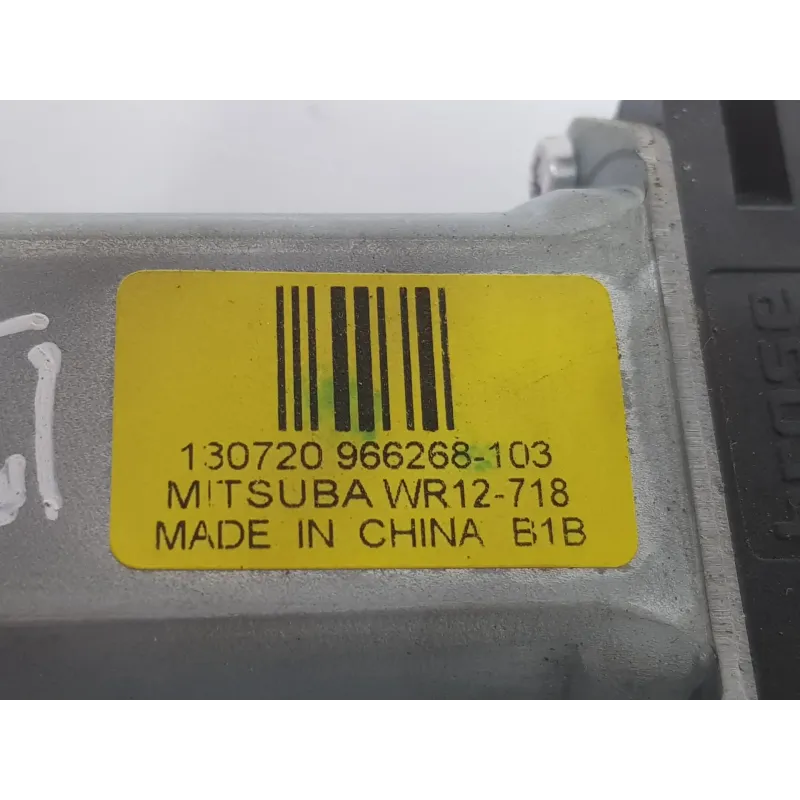 130720 966268-103
MITSUBA WR12-718
MADE IN CHINA B1B